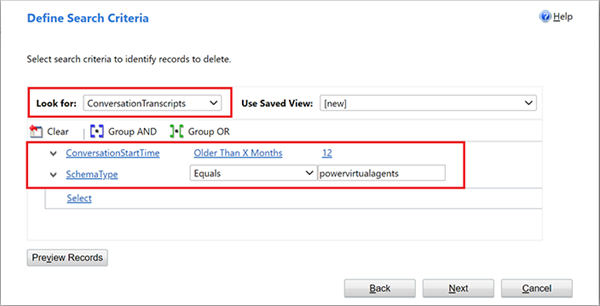 Define Search Criteria
Help
Select search criteria to identify records to delete.
Look for: ConversationTranscripts Use Saved View: [new]
Clear Group AND Group OR
ConversationStartTime Older Than X Months 12
SchemaType Equals powervirtualagents
Select
Preview Records
Back Next Cancel